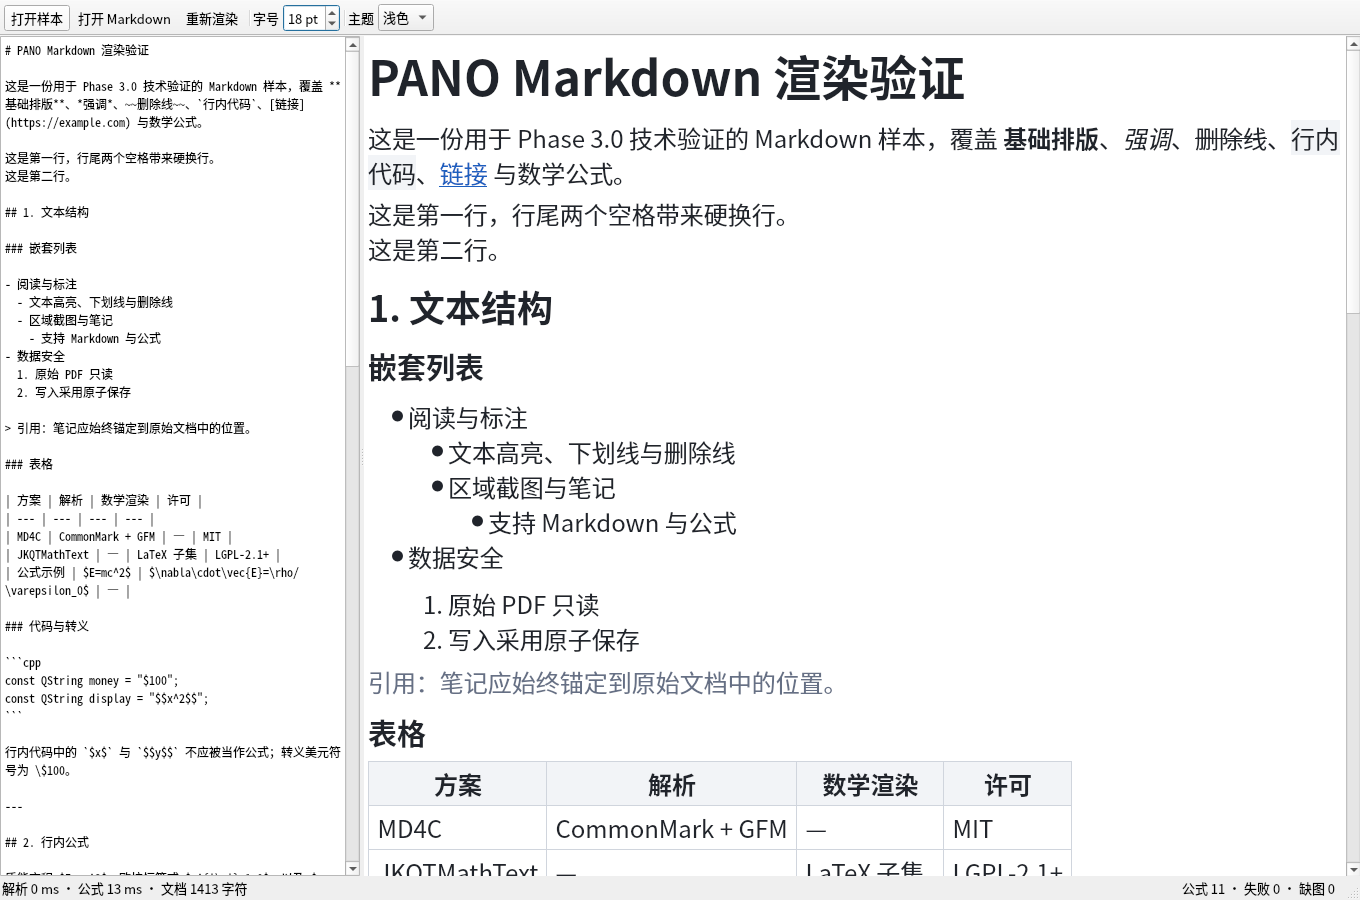 打开样本 打开 Markdown 重新渲染 字号 18 pt 主题 浅色
# PANO Markdown 渲染验证
这是一份用于 Phase 3.0 技术验证的 Markdown 样本，覆盖 **
基础排版**、*强调*、~~删除线~~、`行内代码`、[链接]
(https://example.com) 与数学公式。
这是第一行，行尾两个空格带来硬换行。
这是第二行。
## 1. 文本结构
### 嵌套列表
- 阅读与标注
  - 文本高亮、下划线与删除线
  - 区域截图与笔记
    - 支持 Markdown 与公式
- 数据安全
  1. 原始 PDF 只读
  2. 写入采用原子保存
> 引用：笔记应始终锚定到原始文档中的位置。
### 表格
| 方案 | 解析 | 数学渲染 | 许可 |
| --- | --- | --- | --- |
| MD4C | CommonMark + GFM | — | MIT |
| JKQTMathText | — | LaTeX 子集 | LGPL-2.1+ |
| 公式示例 | $E=mc^2$ | $\nabla\cdot\vec{E}=\rho/
\varepsilon_0$ | — |
### 代码与转义
```cpp
const QString money = "$100";
const QString display = "$$x^2$$";
```
行内代码中的 `$x$` 与 `$$y$$` 不应被当作公式；转义美元符
号为 \$100。
---
## 2. 行内公式
PANO Markdown 渲染验证
这是一份用于 Phase 3.0 技术验证的 Markdown 样本，覆盖 基础排版、强调、删除线、行内
代码、链接 与数学公式。
这是第一行，行尾两个空格带来硬换行。
这是第二行。
1. 文本结构
嵌套列表
● 阅读与标注
● 文本高亮、下划线与删除线
● 区域截图与笔记
● 支持 Markdown 与公式
● 数据安全
1. 原始 PDF 只读
2. 写入采用原子保存
引用：笔记应始终锚定到原始文档中的位置。
表格
方案 解析 数学渲染 许可
MD4C CommonMark + GFM — MIT
JKQTMathText — LaTeX 子集 LGPL-2.1+
解析 0 ms · 公式 13 ms · 文档 1413 字符 公式 11 · 失败 0 · 缺图 0